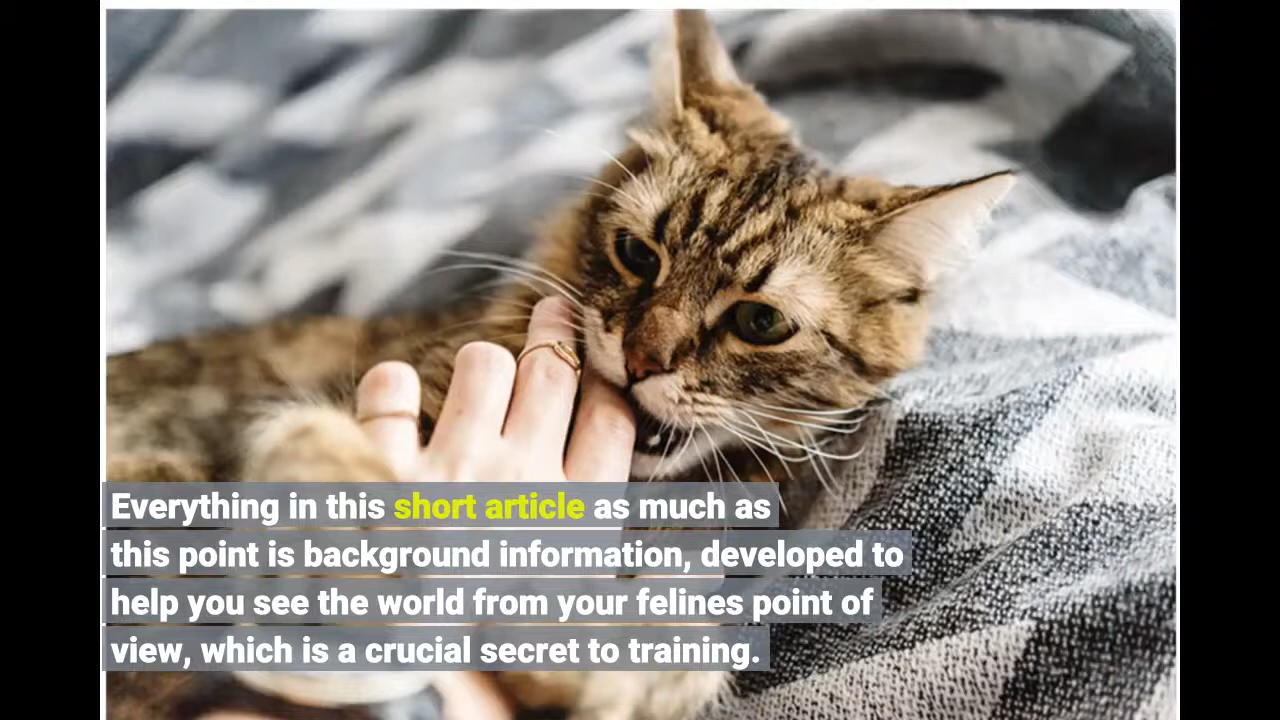 Everything in this short article as much as
this point is background information, developed to
help you see the world from your felines point of
view, which is a crucial secret to training.